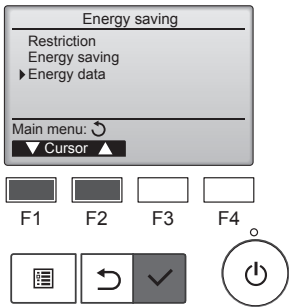 Energy saving
Restriction
Energy saving
Energy data
Main menu:
Cursor
F1 F2 F3 F4